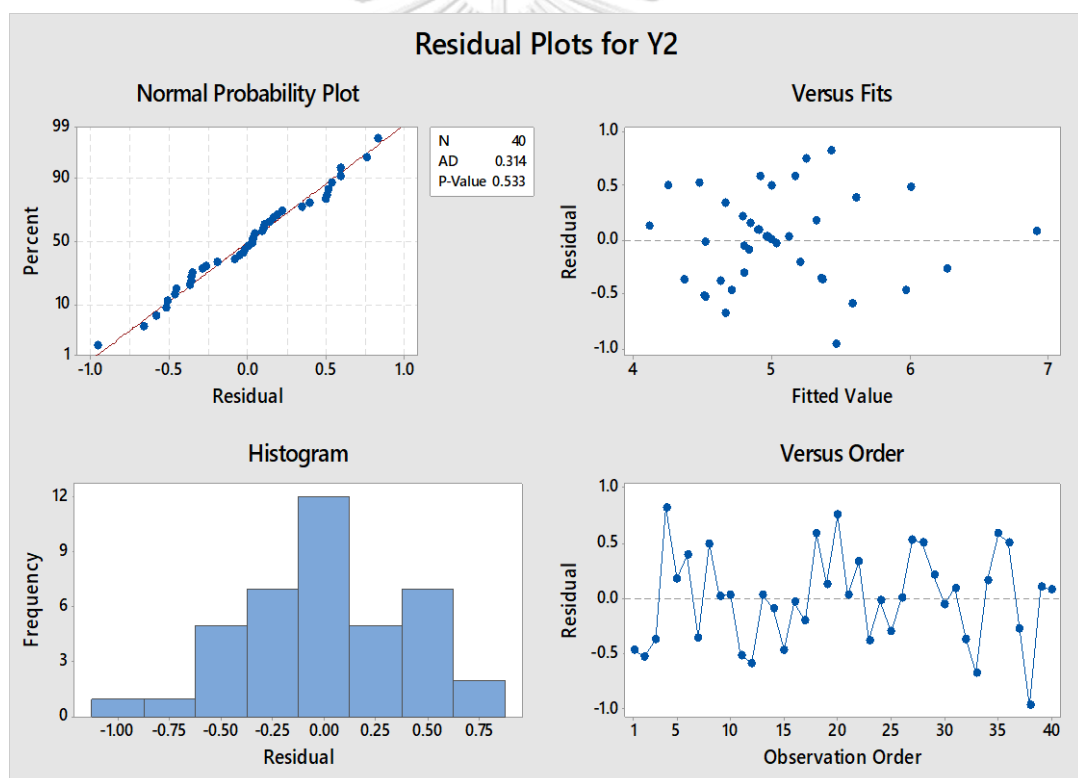 Residual Plots for Y2
Normal Probability Plot
99
90
50
10
1
Percent
-1.0 -0.5 0.0 0.5 1.0
Residual
N 40
AD 0.314
P-Value 0.533
Versus Fits
1.0
0.5
0.0
-0.5
-1.0
Residual
4 5 6 7
Fitted Value
Histogram
12
9
6
3
0
Frequency
-1.00 -0.75 -0.50 -0.25 0.00 0.25 0.50 0.75
Residual
Versus Order
1.0
0.5
0.0
-0.5
-1.0
Residual
1 5 10 15 20 25 30 35 40
Observation Order